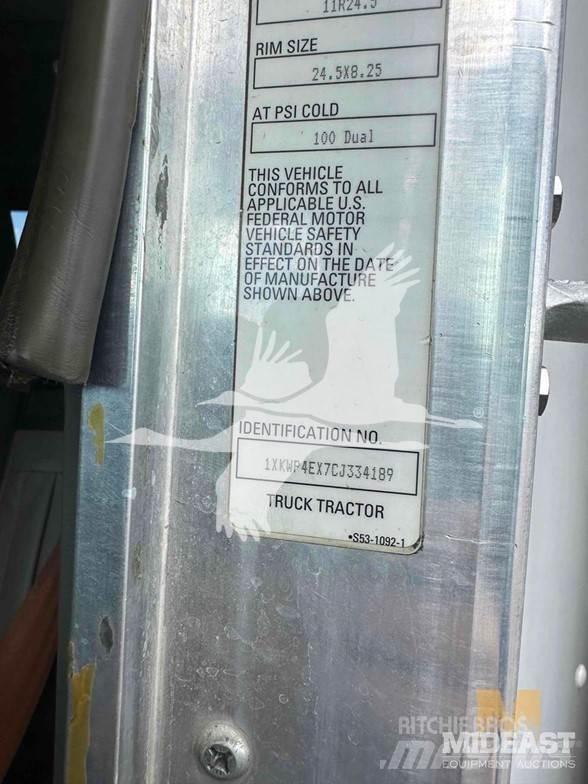 11R24.5
RIM SIZE
24.5X8.25
AT PSI COLD
100 Dual
THIS VEHICLE
CONFORMS TO ALL
APPLICABLE U.S.
FEDERAL MOTOR
VEHICLE SAFETY
STANDARDS IN
EFFECT ON THE DATE
OF MANUFACTURE
SHOWN ABOVE.
IDENTIFICATION NO.
1XKWP4EX7CJ334189
TRUCK TRACTOR
*S53-1092-1
RITCHIE BROS.
MIDEAST
EQUIPMENT AUCTIONS